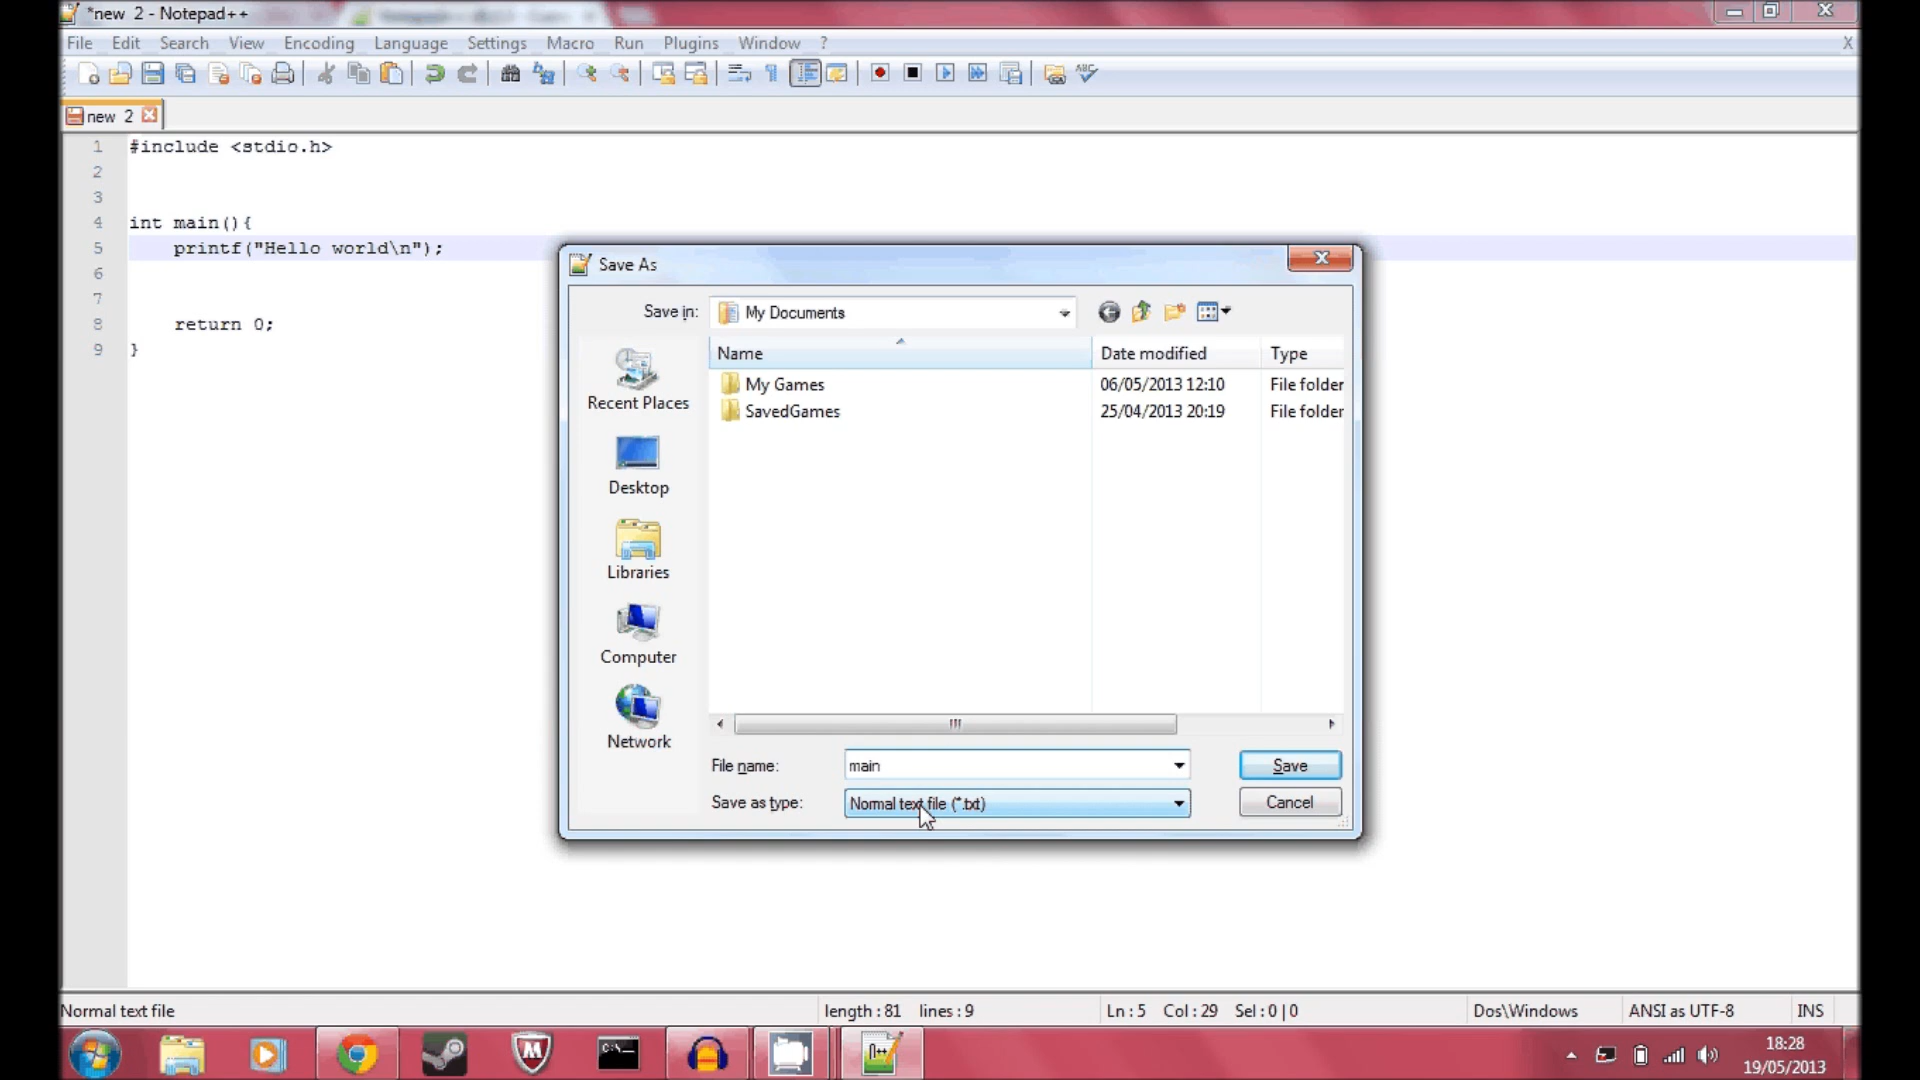 *new 2 - Notepad++
File Edit Search View Encoding Language Settings Macro Run Plugins Window ? X
new 2
1 #include <stdio.h>
2
3
4 int main(){
5 printf("Hello world\n");
6
7
8 return 0;
9 }
Save As
Save in: My Documents
Name Date modified Type
My Games 06/05/2013 12:10 File folder
SavedGames 25/04/2013 20:19 File folder
Recent Places
Desktop
Libraries
Computer
Network
File name: main Save
Save as type: Normal text file (*.txt) Cancel
Normal text file length : 81 lines : 9 Ln : 5 Col : 29 Sel : 0 | 0 Dos\Windows ANSI as UTF-8 INS
18:28
19/05/2013